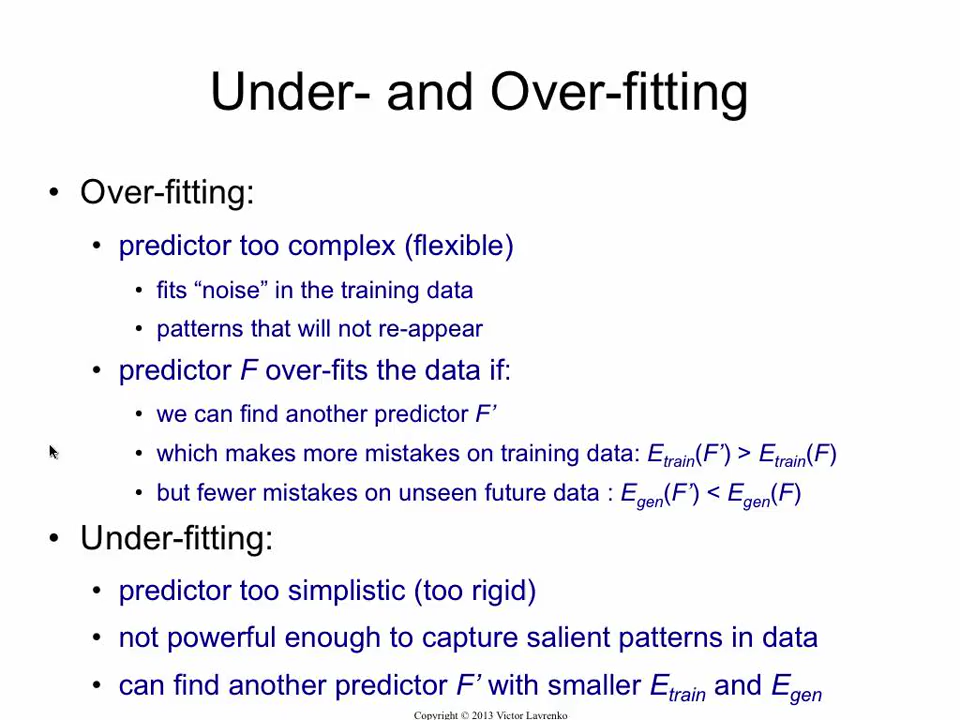 Under- and Over-fitting
• Over-fitting:
• predictor too complex (flexible)
• fits “noise” in the training data
• patterns that will not re-appear
• predictor F over-fits the data if:
• we can find another predictor F’
• which makes more mistakes on training data: Etrain(F’) > Etrain(F)
• but fewer mistakes on unseen future data : Egen(F’) < Egen(F)
• Under-fitting:
• predictor too simplistic (too rigid)
• not powerful enough to capture salient patterns in data
• can find another predictor F’ with smaller Etrain and Egen
Copyright © 2013 Victor Lavrenko